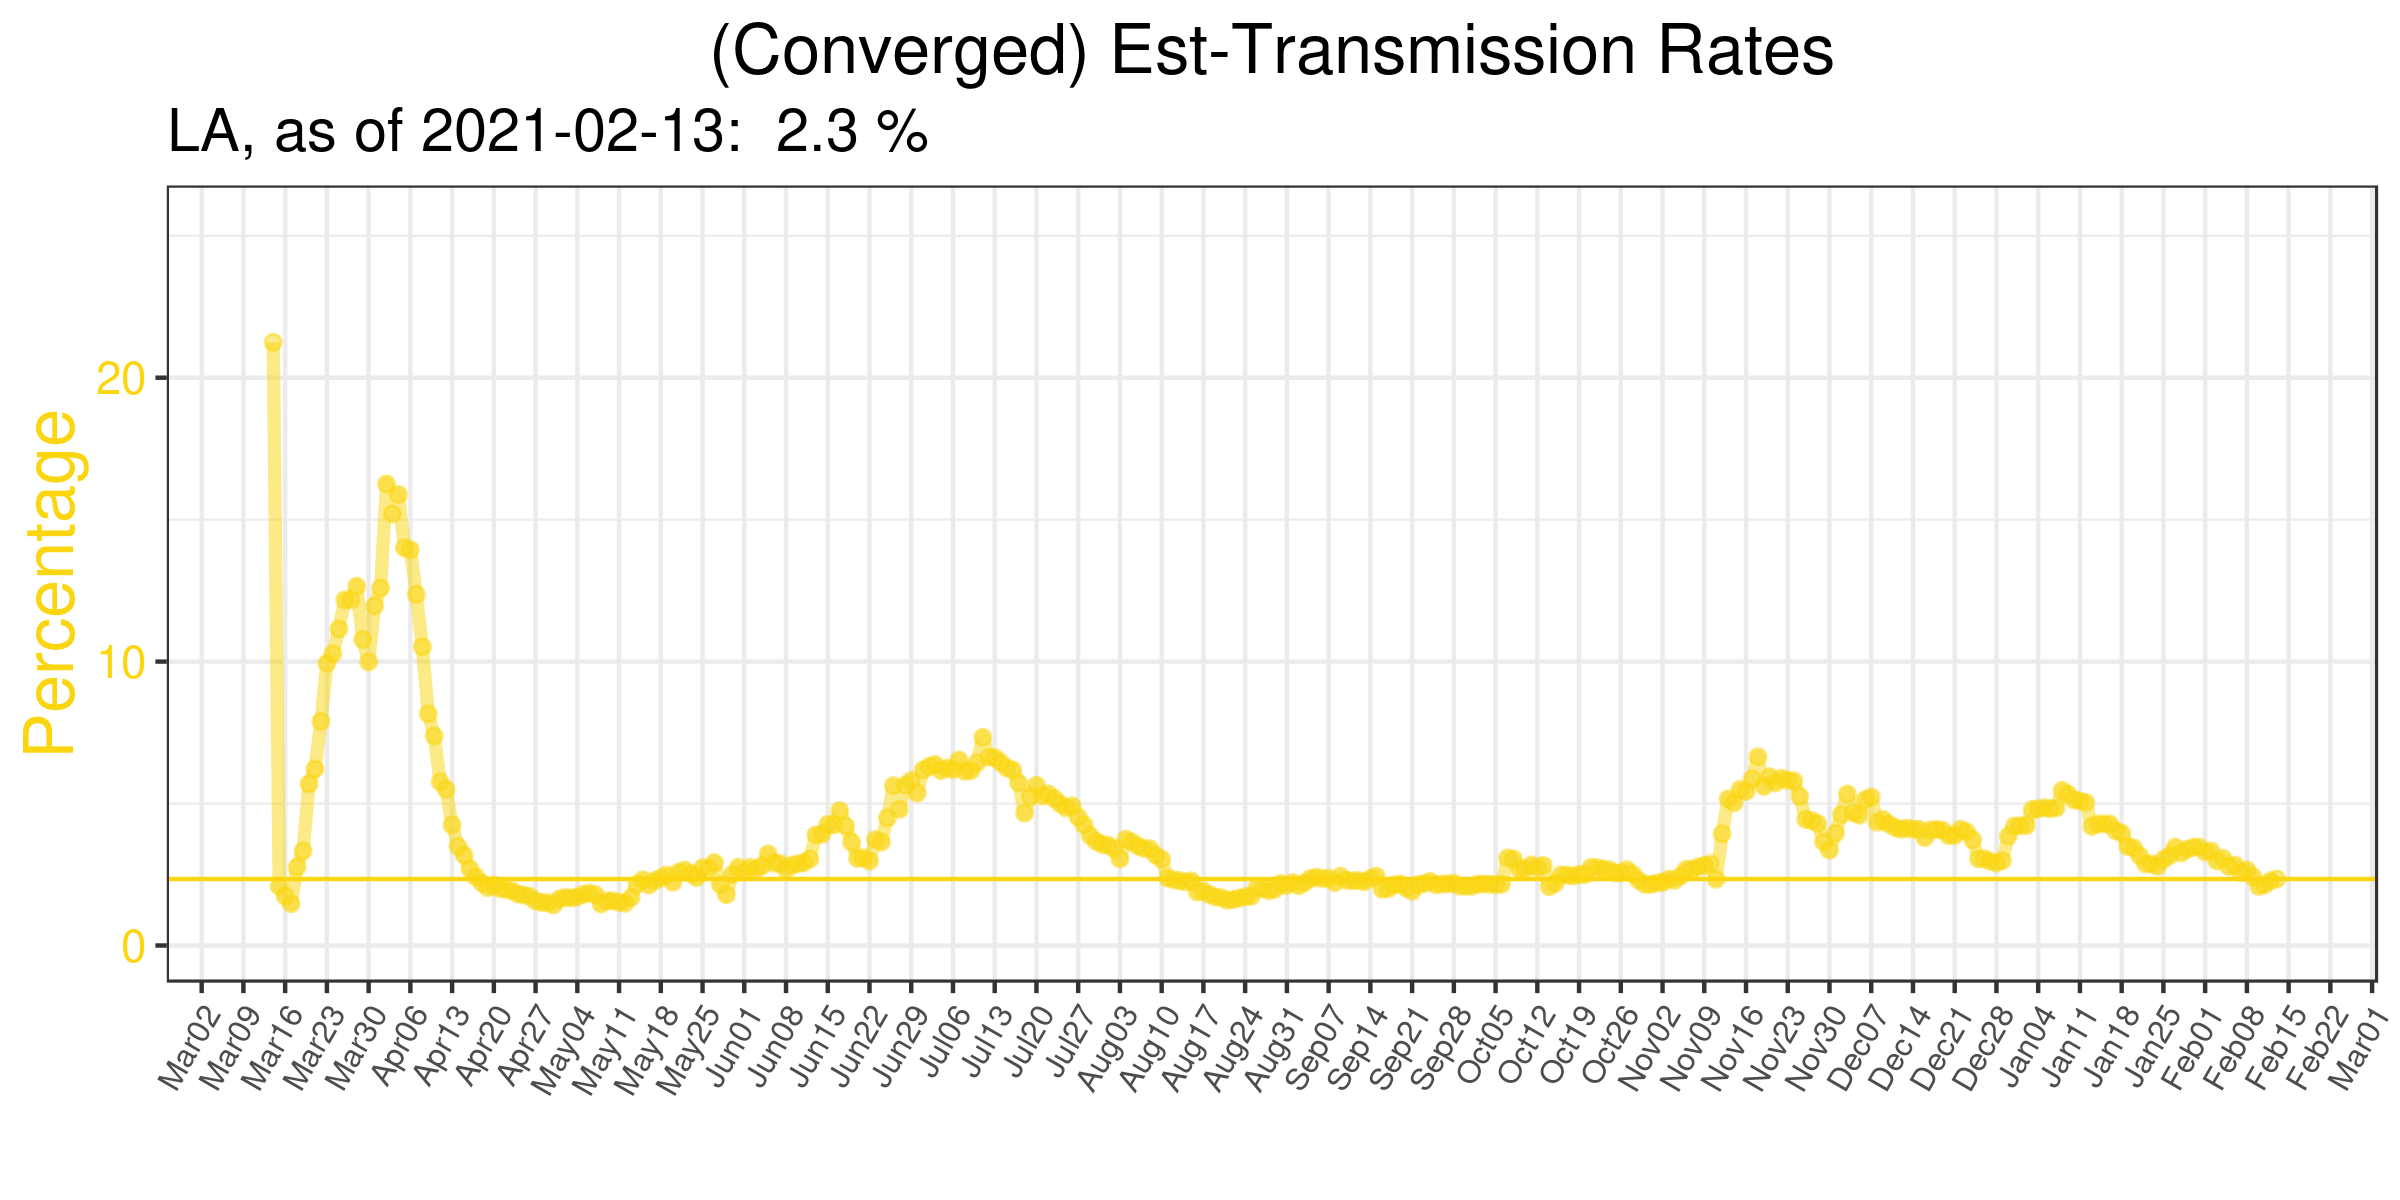 (Converged) Est-Transmission Rates
LA, as of 2021-02-13:  2.3 %
Percentage
20
10
0
Mar02
Mar09
Mar16
Mar23
Mar30
Apr06
Apr13
Apr20
Apr27
May04
May11
May18
May25
Jun01
Jun08
Jun15
Jun22
Jun29
Jul06
Jul13
Jul20
Jul27
Aug03
Aug10
Aug17
Aug24
Aug31
Sep07
Sep14
Sep21
Sep28
Oct05
Oct12
Oct19
Oct26
Nov02
Nov09
Nov16
Nov23
Nov30
Dec07
Dec14
Dec21
Dec28
Jan04
Jan11
Jan18
Jan25
Feb01
Feb08
Feb15
Feb22
Mar01